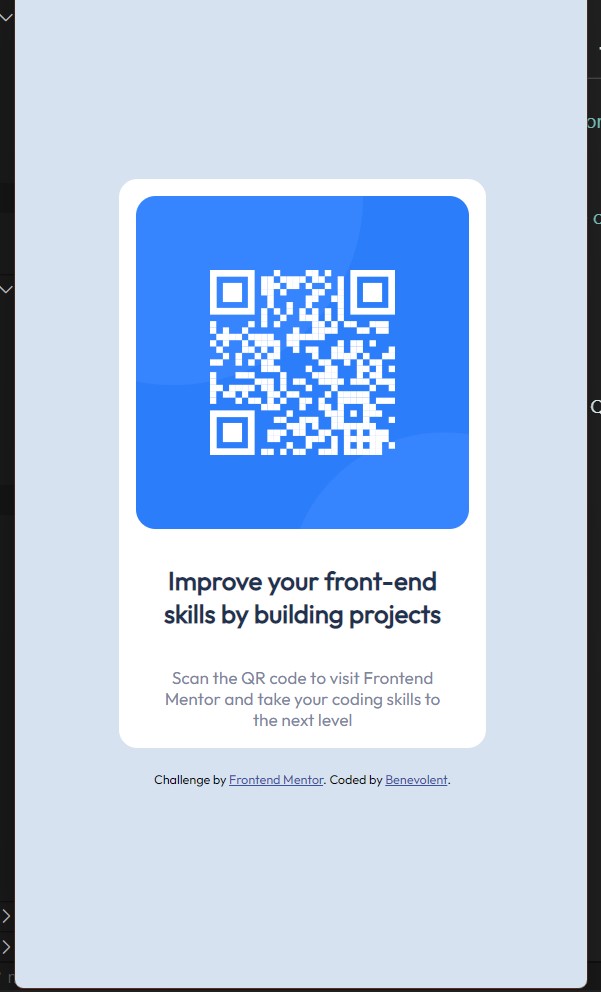 Improve your front-end
skills by building projects
Scan the QR code to visit Frontend
Mentor and take your coding skills to
the next level
Challenge by Frontend Mentor. Coded by Benevolent.